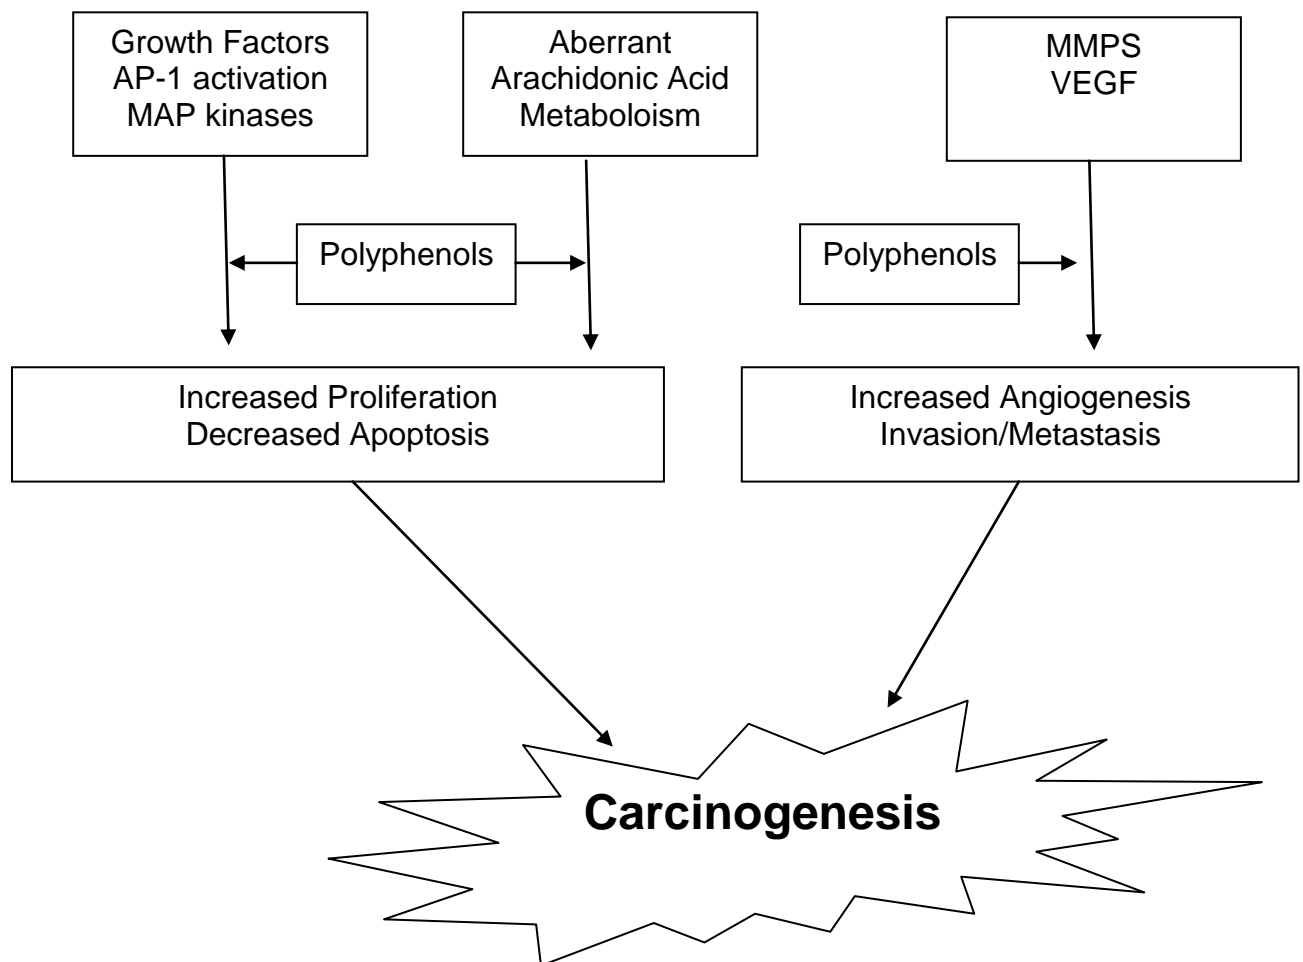 Growth Factors
AP-1 activation
MAP kinases
Aberrant
Arachidonic Acid
Metaboloism
MMPS
VEGF
Polyphenols
Polyphenols
Increased Proliferation
Decreased Apoptosis
Increased Angiogenesis
Invasion/Metastasis
Carcinogenesis